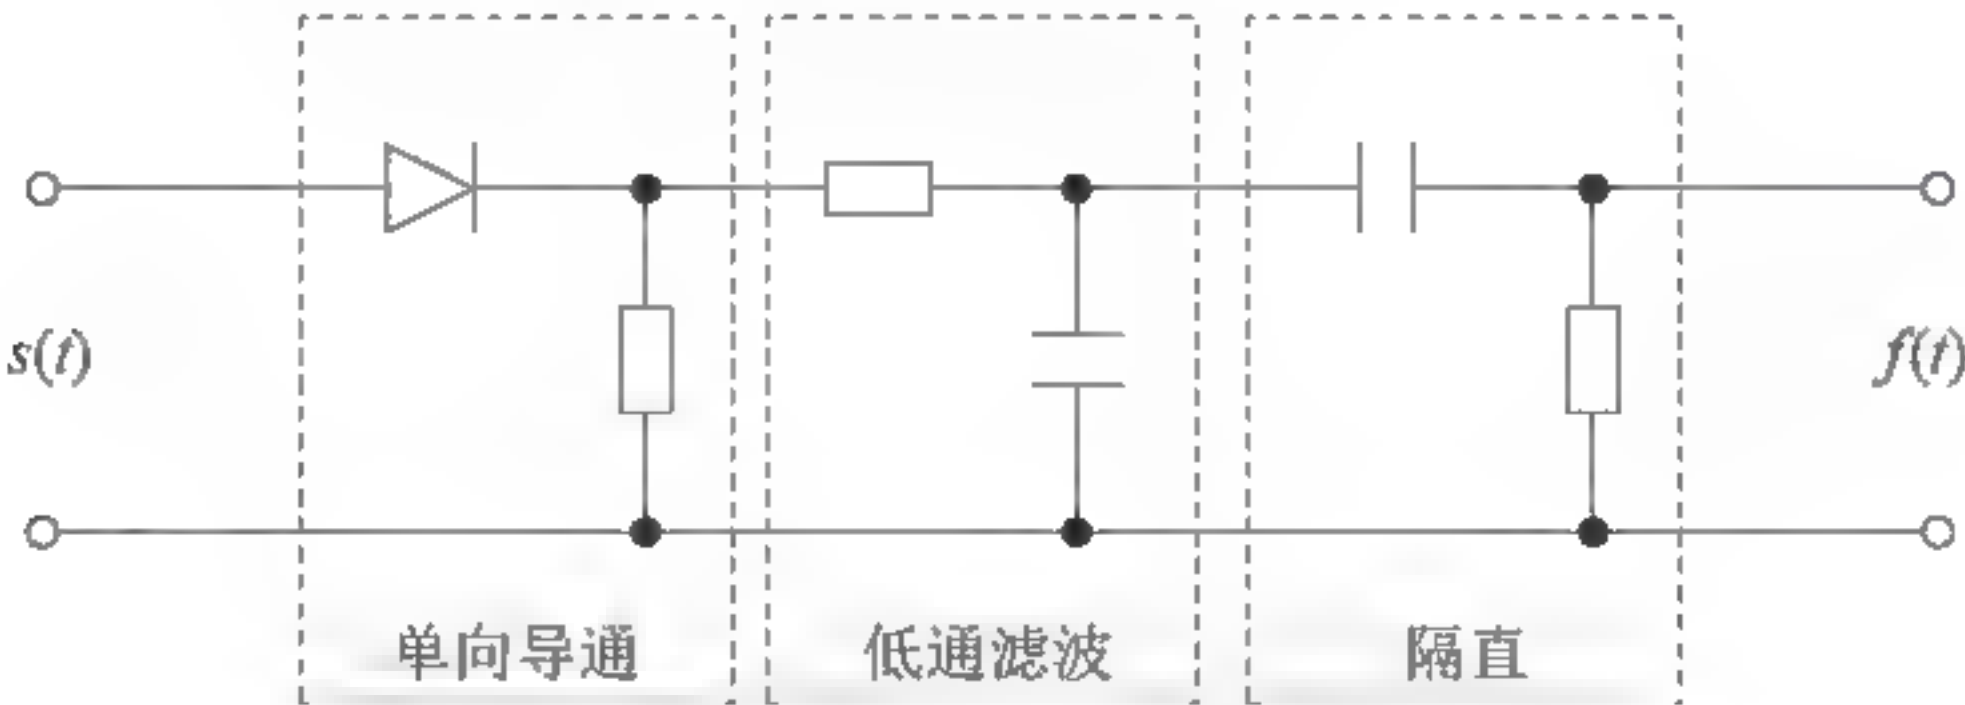 s(t)
f(t)
单向导通
低通滤波
隔直